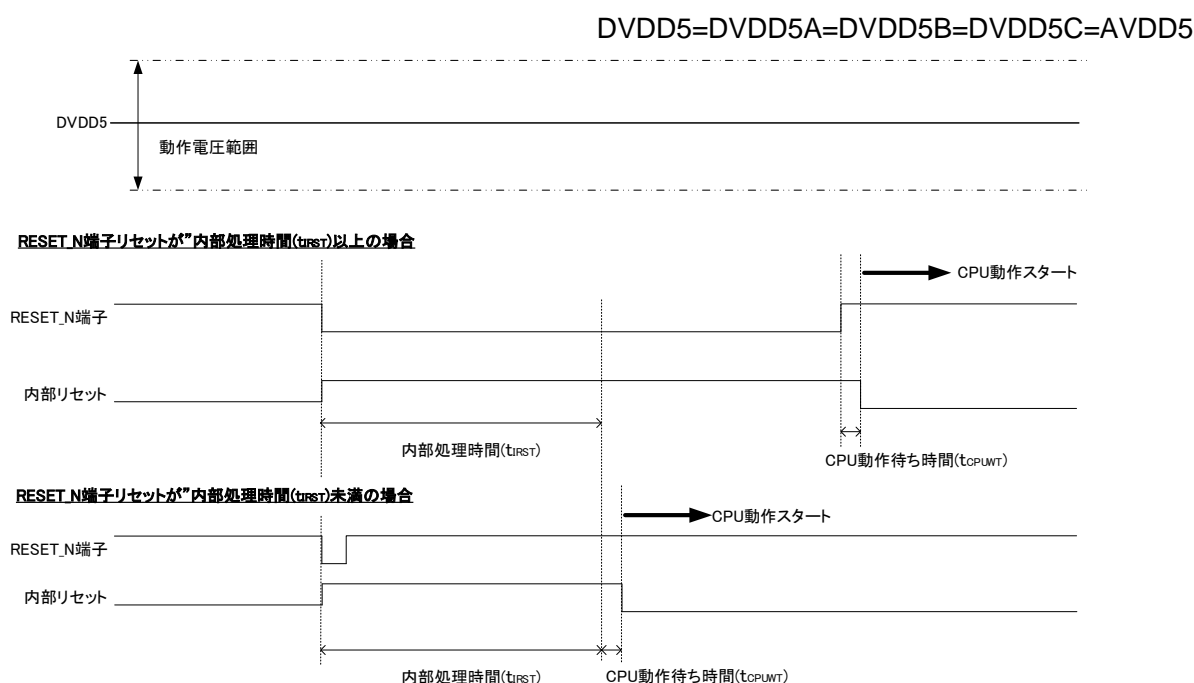 DVDD5=DVDD5A=DVDD5B=DVDD5C=AVDD5
DVDD5
動作電圧範囲
RESET_N端子リセットが”内部処理時間(tIRST)以上の場合
CPU動作スタート
RESET_N端子
内部リセット
内部処理時間(tIRST)
CPU動作待ち時間(tCPUWT)
RESET_N端子リセットが”内部処理時間(tIRST)未満の場合
CPU動作スタート
RESET_N端子
内部リセット
内部処理時間(tIRST)
CPU動作待ち時間(tCPUWT)